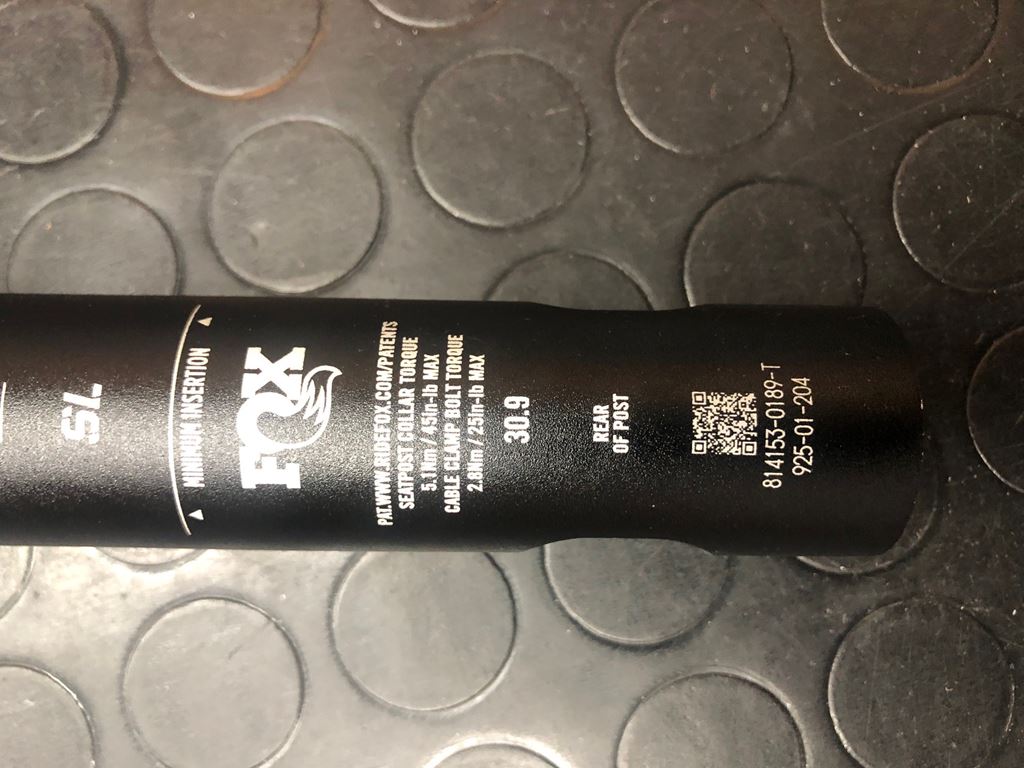 SL
MINIMUM INSERTION
FOX
PAT.WWW.RIDEFOX.COM/PATENTS
SEATPOST COLLAR TORQUE
5.1Nm / 45in-lb MAX
CABLE CLAMP BOLT TORQUE
2.8Nm / 25in-lb MAX
30.9
REAR
OF POST
814153-0189-T
925-01-204